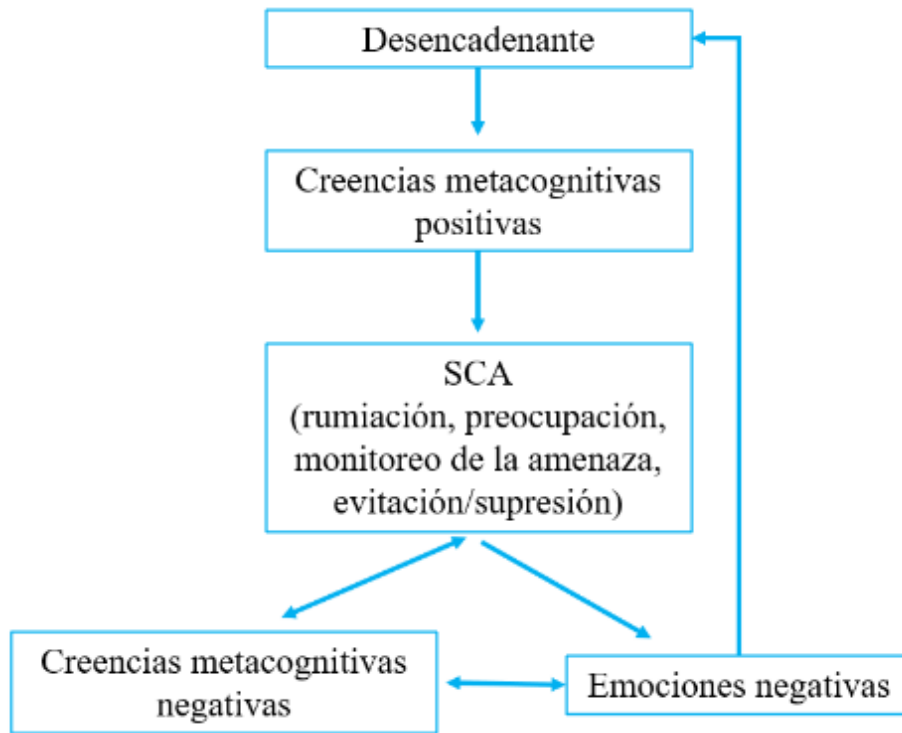 Desencadenante
Creencias metacognitivas
positivas
SCA
(rumiación, preocupación,
monitoreo de la amenaza,
evitación/supresión)
Creencias metacognitivas
negativas
Emociones negativas